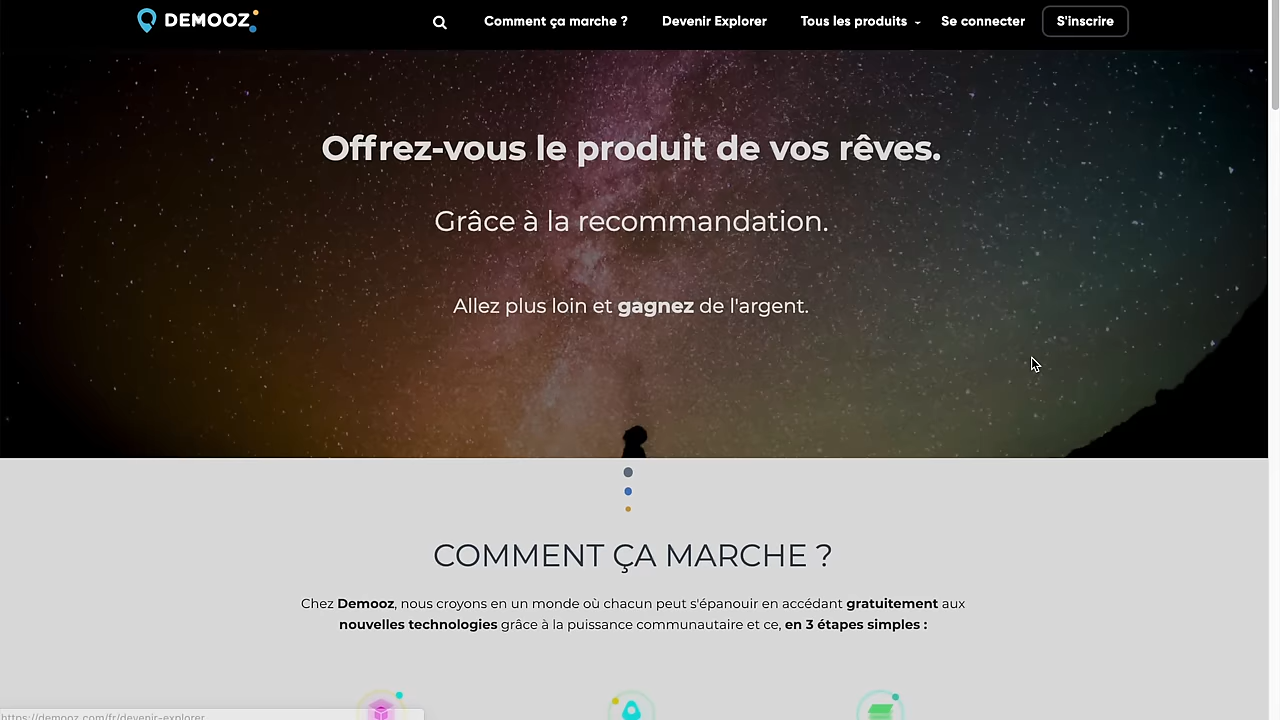 DEMOOZ
Comment ça marche ?
Devenir Explorer
Tous les produits
Se connecter
S'inscrire
Offrez-vous le produit de vos rêves.
Grâce à la recommandation.
Allez plus loin et gagnez de l'argent.
COMMENT ÇA MARCHE ?
Chez Demooz, nous croyons en un monde où chacun peut s'épanouir en accédant gratuitement aux
nouvelles technologies grâce à la puissance communautaire et ce, en 3 étapes simples :
https://demooz.com/fr/devenir-explorer